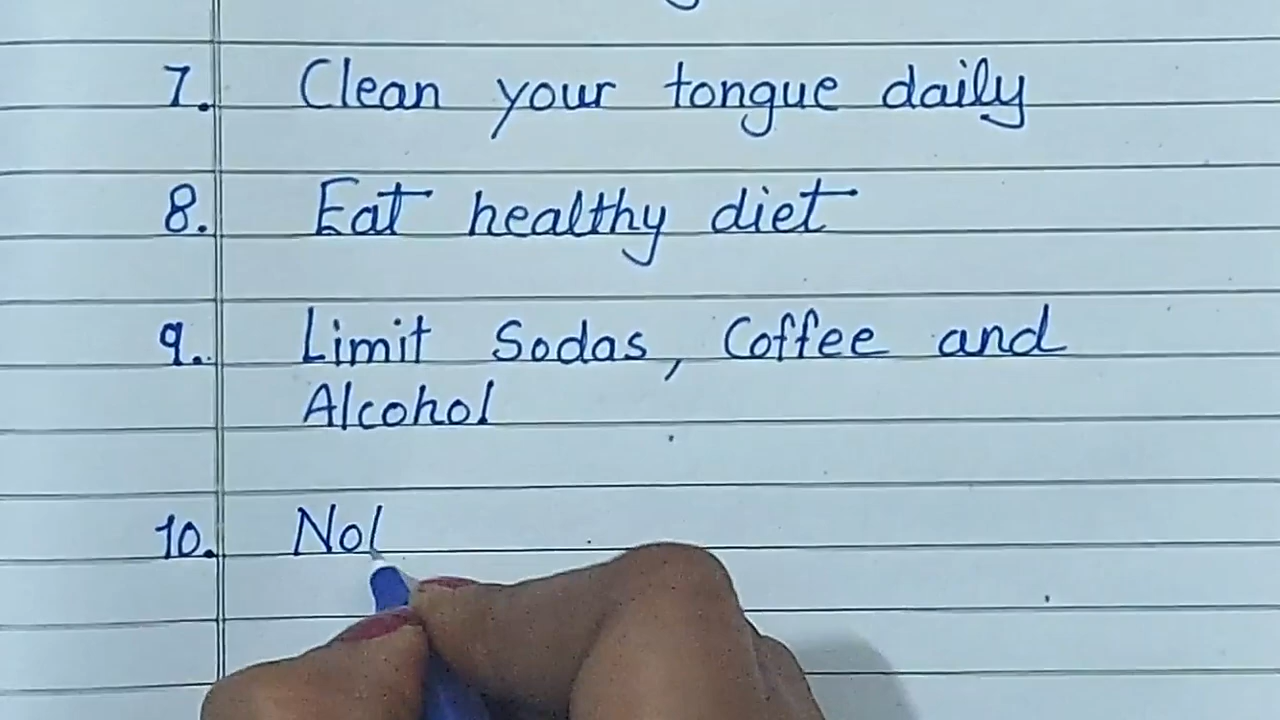 7. Clean your tongue daily
8. Eat healthy diet
9. Limit Sodas, Coffee and
Alcohol
10. No